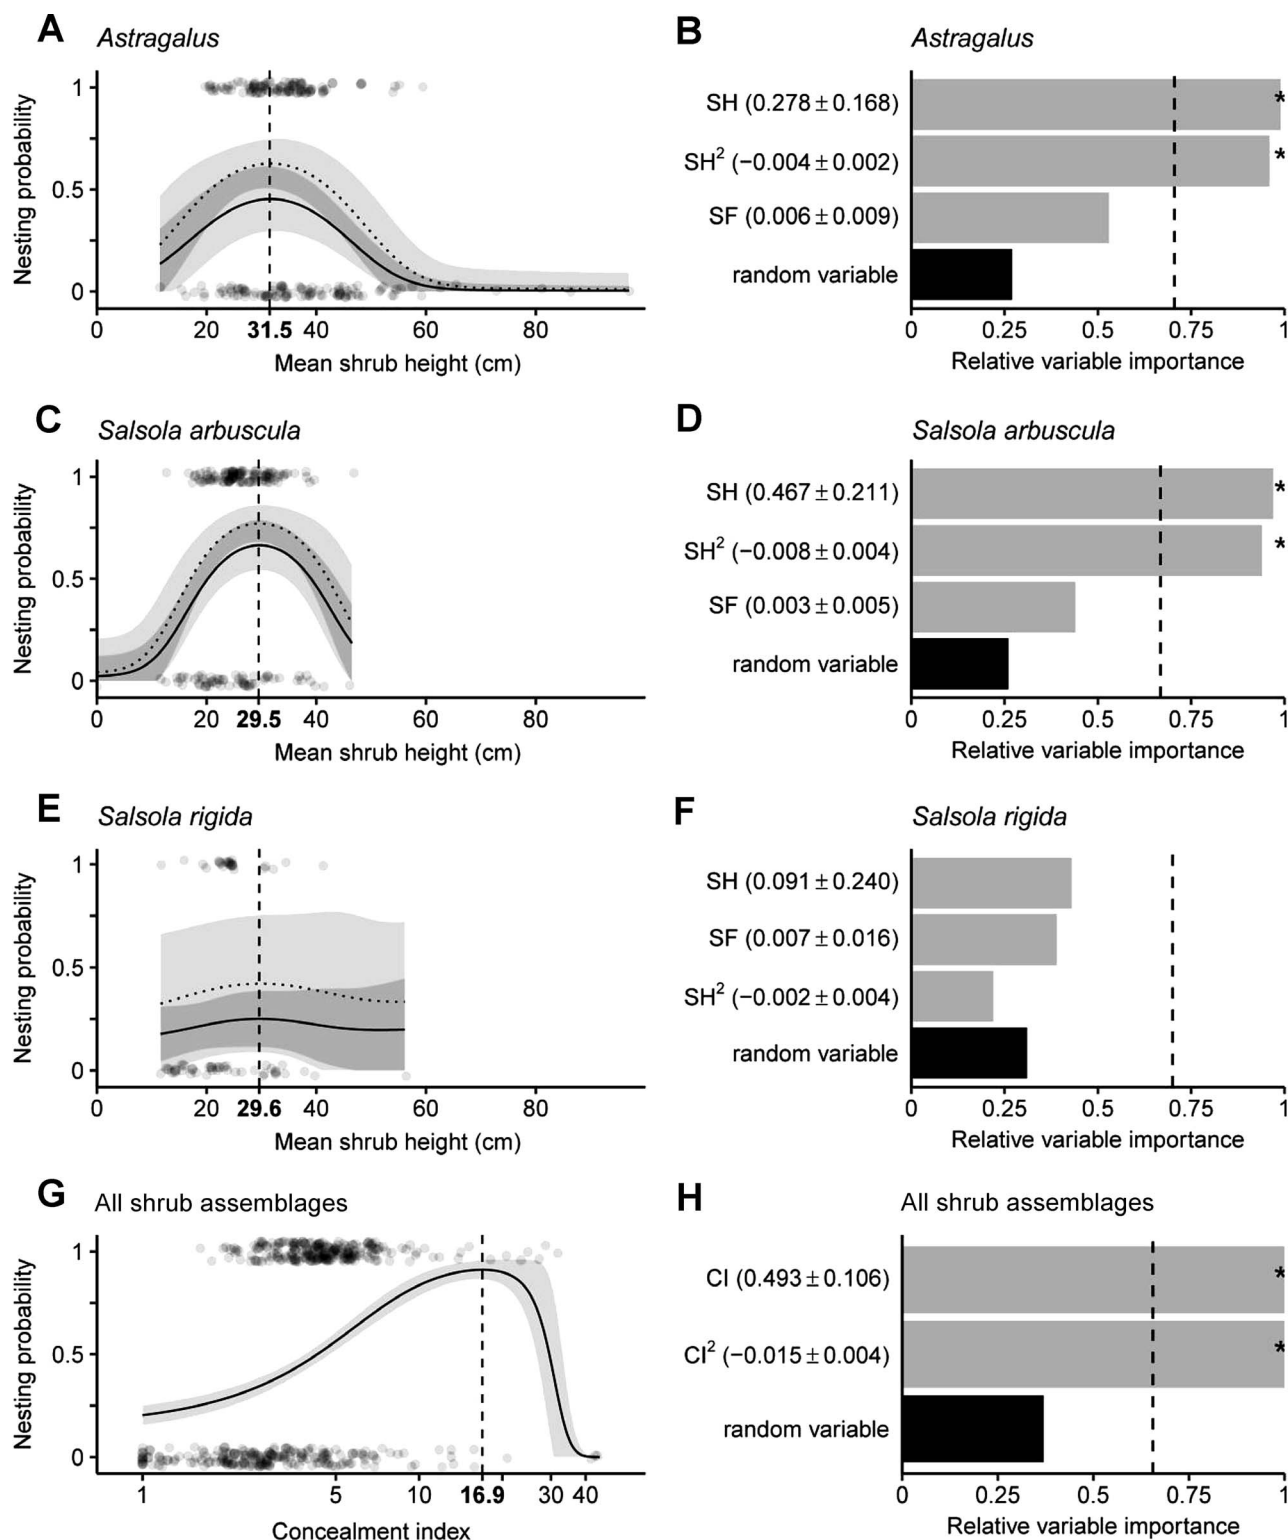 A
Astragalus
Nesting probability
1
0.5
0
0 20 31.5 40 60 80
Mean shrub height (cm)
B
Astragalus
SH (0.278 ± 0.168)
*
SH² (−0.004 ± 0.002)
*
SF (0.006 ± 0.009)
random variable
0 0.25 0.5 0.75 1
Relative variable importance
C
Salsola arbuscula
Nesting probability
1
0.5
0
0 20 29.5 40 60 80
Mean shrub height (cm)
D
Salsola arbuscula
SH (0.467 ± 0.211)
*
SH² (−0.008 ± 0.004)
*
SF (0.003 ± 0.005)
random variable
0 0.25 0.5 0.75 1
Relative variable importance
E
Salsola rigida
Nesting probability
1
0.5
0
0 20 29.6 40 60 80
Mean shrub height (cm)
F
Salsola rigida
SH (0.091 ± 0.240)
SF (0.007 ± 0.016)
SH² (−0.002 ± 0.004)
random variable
0 0.25 0.5 0.75 1
Relative variable importance
G
All shrub assemblages
Nesting probability
1
0.5
0
1 5 10 16.9 30 40
Concealment index
H
All shrub assemblages
CI (0.493 ± 0.106)
*
CI² (−0.015 ± 0.004)
*
random variable
0 0.25 0.5 0.75 1
Relative variable importance